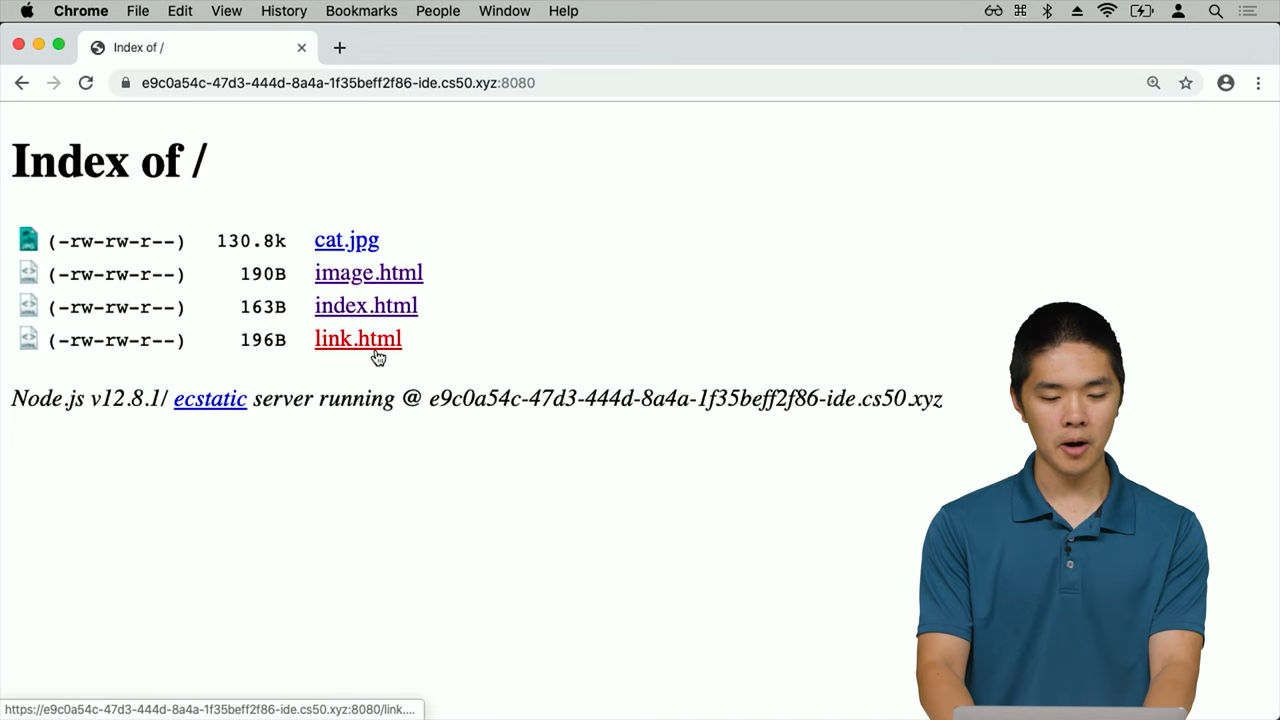 Chrome File Edit View History Bookmarks People Window Help
Index of /
e9c0a54c-47d3-444d-8a4a-1f35beff2f86-ide.cs50.xyz:8080
Index of /
(-rw-rw-r--) 130.8k cat.jpg
(-rw-rw-r--) 190B image.html
(-rw-rw-r--) 163B index.html
(-rw-rw-r--) 196B link.html
Node.js v12.8.1/ ecstatic server running @ e9c0a54c-47d3-444d-8a4a-1f35beff2f86-ide.cs50.xyz
https://e9c0a54c-47d3-444d-8a4a-1f35beff2f86-ide.cs50.xyz:8080/link....